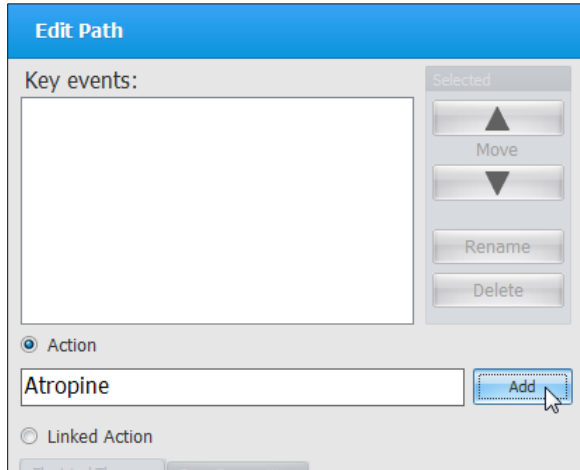 Edit Path
Key events:
Selected
Move
Rename
Delete
Action
Atropine
Add
Linked Action